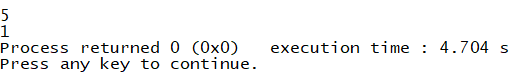 5
1
Process returned 0 (0x0)   execution time : 4.704 s
Press any key to continue.